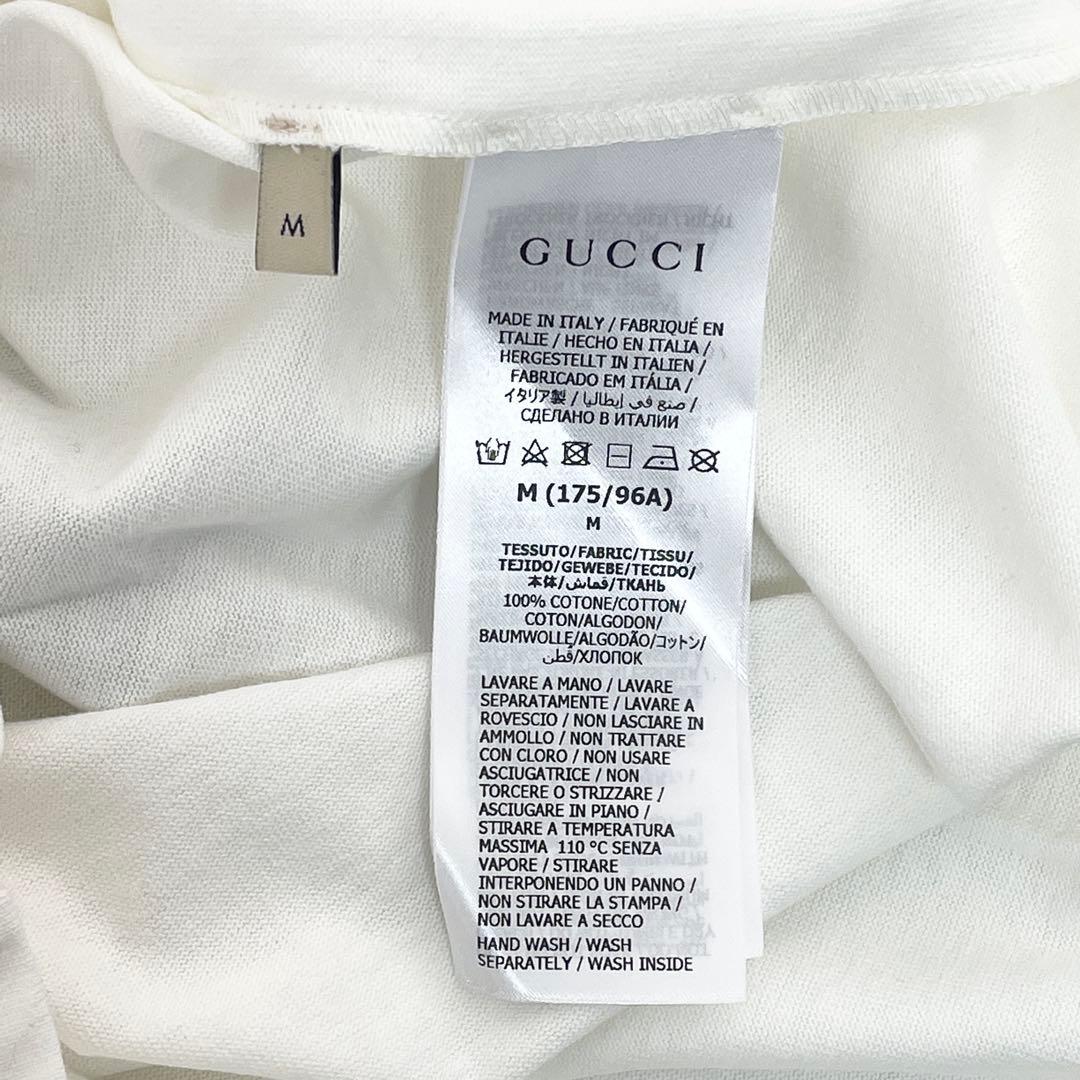 M
GUCCI
MADE IN ITALY / FABRIQUÉ EN
ITALIE / HECHO EN ITALIA /
HERGESTELLT IN ITALIEN /
FABRICADO EM ITÁLIA /
イタリア製 / صنع في إيطاليا /
СДЕЛАНО В ИТАЛИИ
M (175/96A)
M
TESSUTO/FABRIC/TISSU/
TEJIDO/GEWEBE/TECIDO/
本体/قماش/ТКАНЬ
100% COTONE/COTTON/
COTON/ALGODON/
BAUMWOLLE/ALGODÃO/コットン/
قُطن/ХЛОПОК
LAVARE A MANO / LAVARE
SEPARATAMENTE / LAVARE A
ROVESCIO / NON LASCIARE IN
AMMOLLO / NON TRATTARE
CON CLORO / NON USARE
ASCIUGATRICE / NON
TORCERE O STRIZZARE /
ASCIUGARE IN PIANO /
STIRARE A TEMPERATURA
MASSIMA 110 °C SENZA
VAPORE / STIRARE
INTERPONENDO UN PANNO /
NON STIRARE LA STAMPA /
NON LAVARE A SECCO
HAND WASH / WASH
SEPARATELY / WASH INSIDE